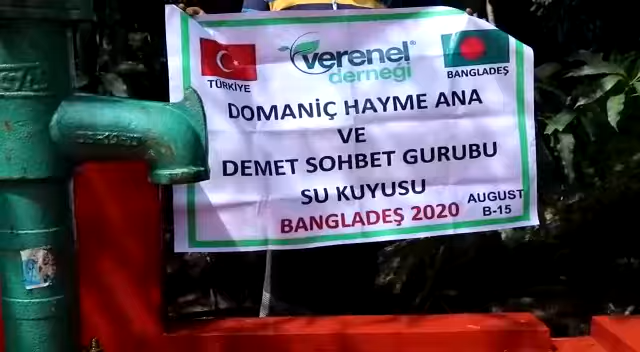 verenel®
derneği
TÜRKİYE
BANGLADEŞ
DOMANİÇ HAYME ANA
VE
DEMET SOHBET GURUBU
SU KUYUSU
BANGLADEŞ 2020
AUGUST
B-15